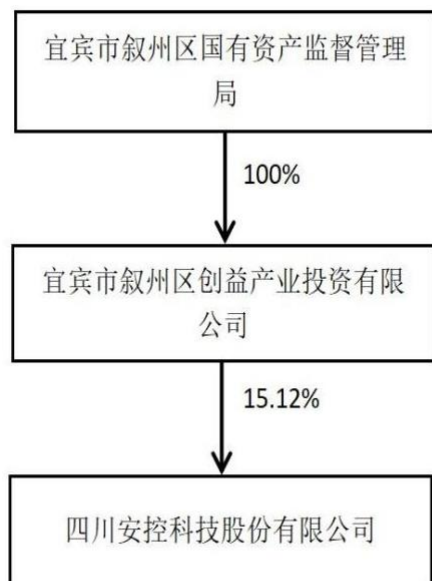 宜宾市叙州区国有资产监督管理
局
100%
宜宾市叙州区创益产业投资有限
公司
15.12%
四川安控科技股份有限公司